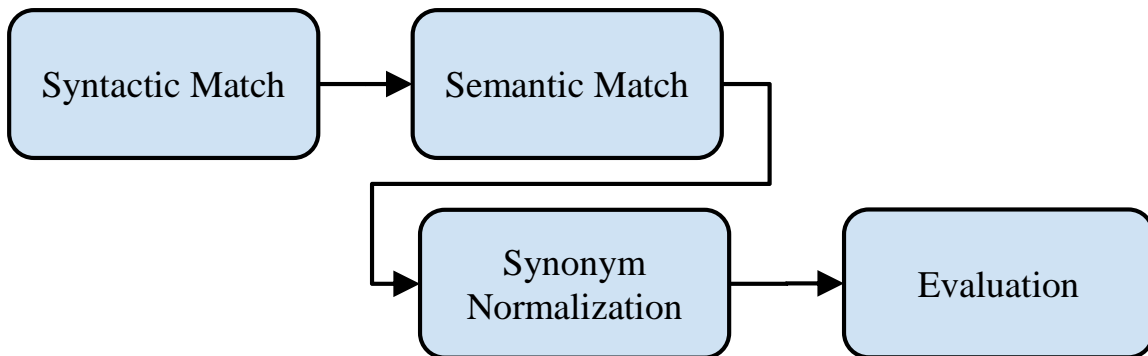 Syntactic Match
Semantic Match
Synonym
Normalization
Evaluation